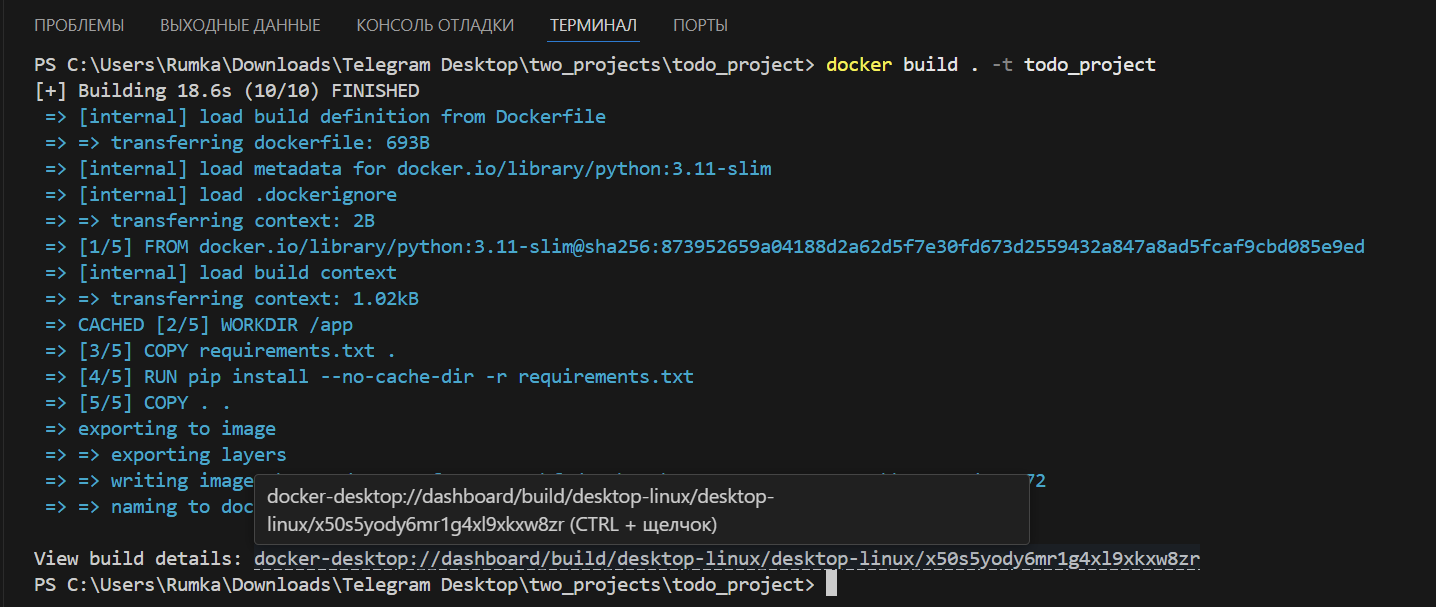 ПРОБЛЕМЫ ВЫХОДНЫЕ ДАННЫЕ КОНСОЛЬ ОТЛАДКИ ТЕРМИНАЛ ПОРТЫ
PS C:\Users\Rumka\Downloads\Telegram Desktop\two_projects\todo_project> docker build . -t todo_project
[+] Building 18.6s (10/10) FINISHED
=> [internal] load build definition from Dockerfile
=> => transferring dockerfile: 693B
=> [internal] load metadata for docker.io/library/python:3.11-slim
=> [internal] load .dockerignore
=> => transferring context: 2B
=> [1/5] FROM docker.io/library/python:3.11-slim@sha256:873952659a04188d2a62d5f7e30fd673d2559432a847a8ad5fcaf9cbd085e9ed
=> [internal] load build context
=> => transferring context: 1.02kB
=> CACHED [2/5] WORKDIR /app
=> [3/5] COPY requirements.txt .
=> [4/5] RUN pip install --no-cache-dir -r requirements.txt
=> [5/5] COPY . .
=> exporting to image
=> => exporting layers
=> => writing image 72
=> => naming to doc
docker-desktop://dashboard/build/desktop-linux/desktop-
linux/x50s5yody6mr1g4xl9xkxw8zr (CTRL + щелчок)
View build details: docker-desktop://dashboard/build/desktop-linux/desktop-linux/x50s5yody6mr1g4xl9xkxw8zr
PS C:\Users\Rumka\Downloads\Telegram Desktop\two_projects\todo_project>